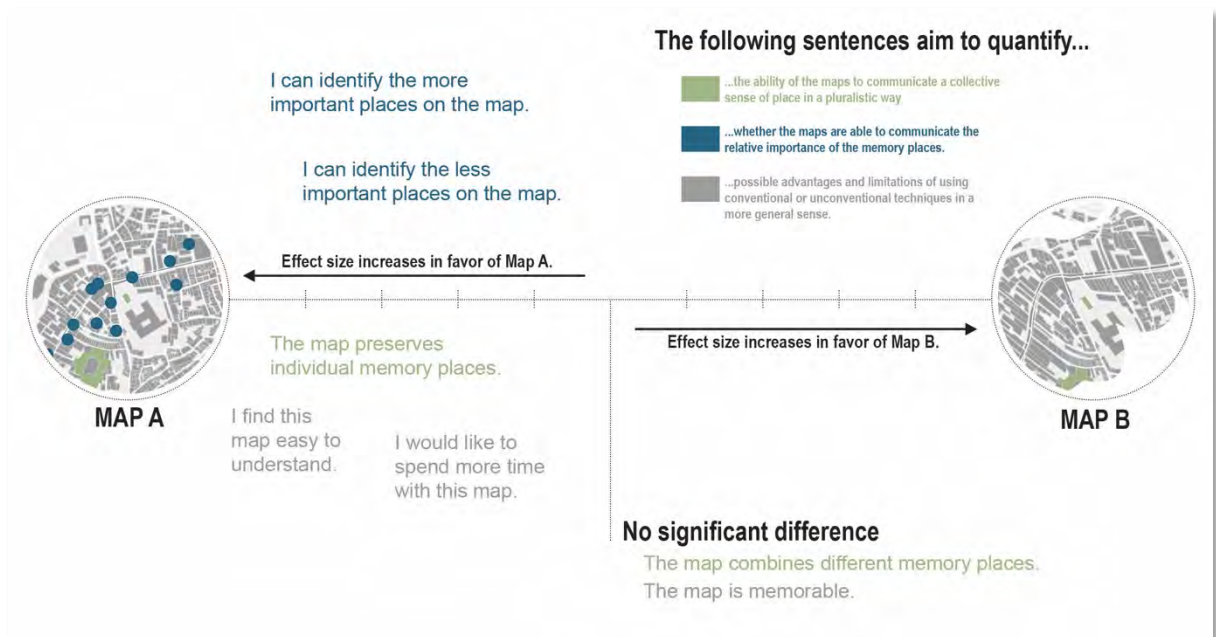 The following sentences aim to quantify...
...the ability of the maps to communicate a collective
sense of place in a pluralistic way
...whether the maps are able to communicate the
relative importance of the memory places.
...possible advantages and limitations of using
conventional or unconventional techniques in a
more general sense.
I can identify the more
important places on the map.
I can identify the less
important places on the map.
Effect size increases in favor of Map A.
Effect size increases in favor of Map B.
MAP A
MAP B
The map preserves
individual memory places.
I find this
map easy to
understand.
I would like to
spend more time
with this map.
No significant difference
The map combines different memory places.
The map is memorable.